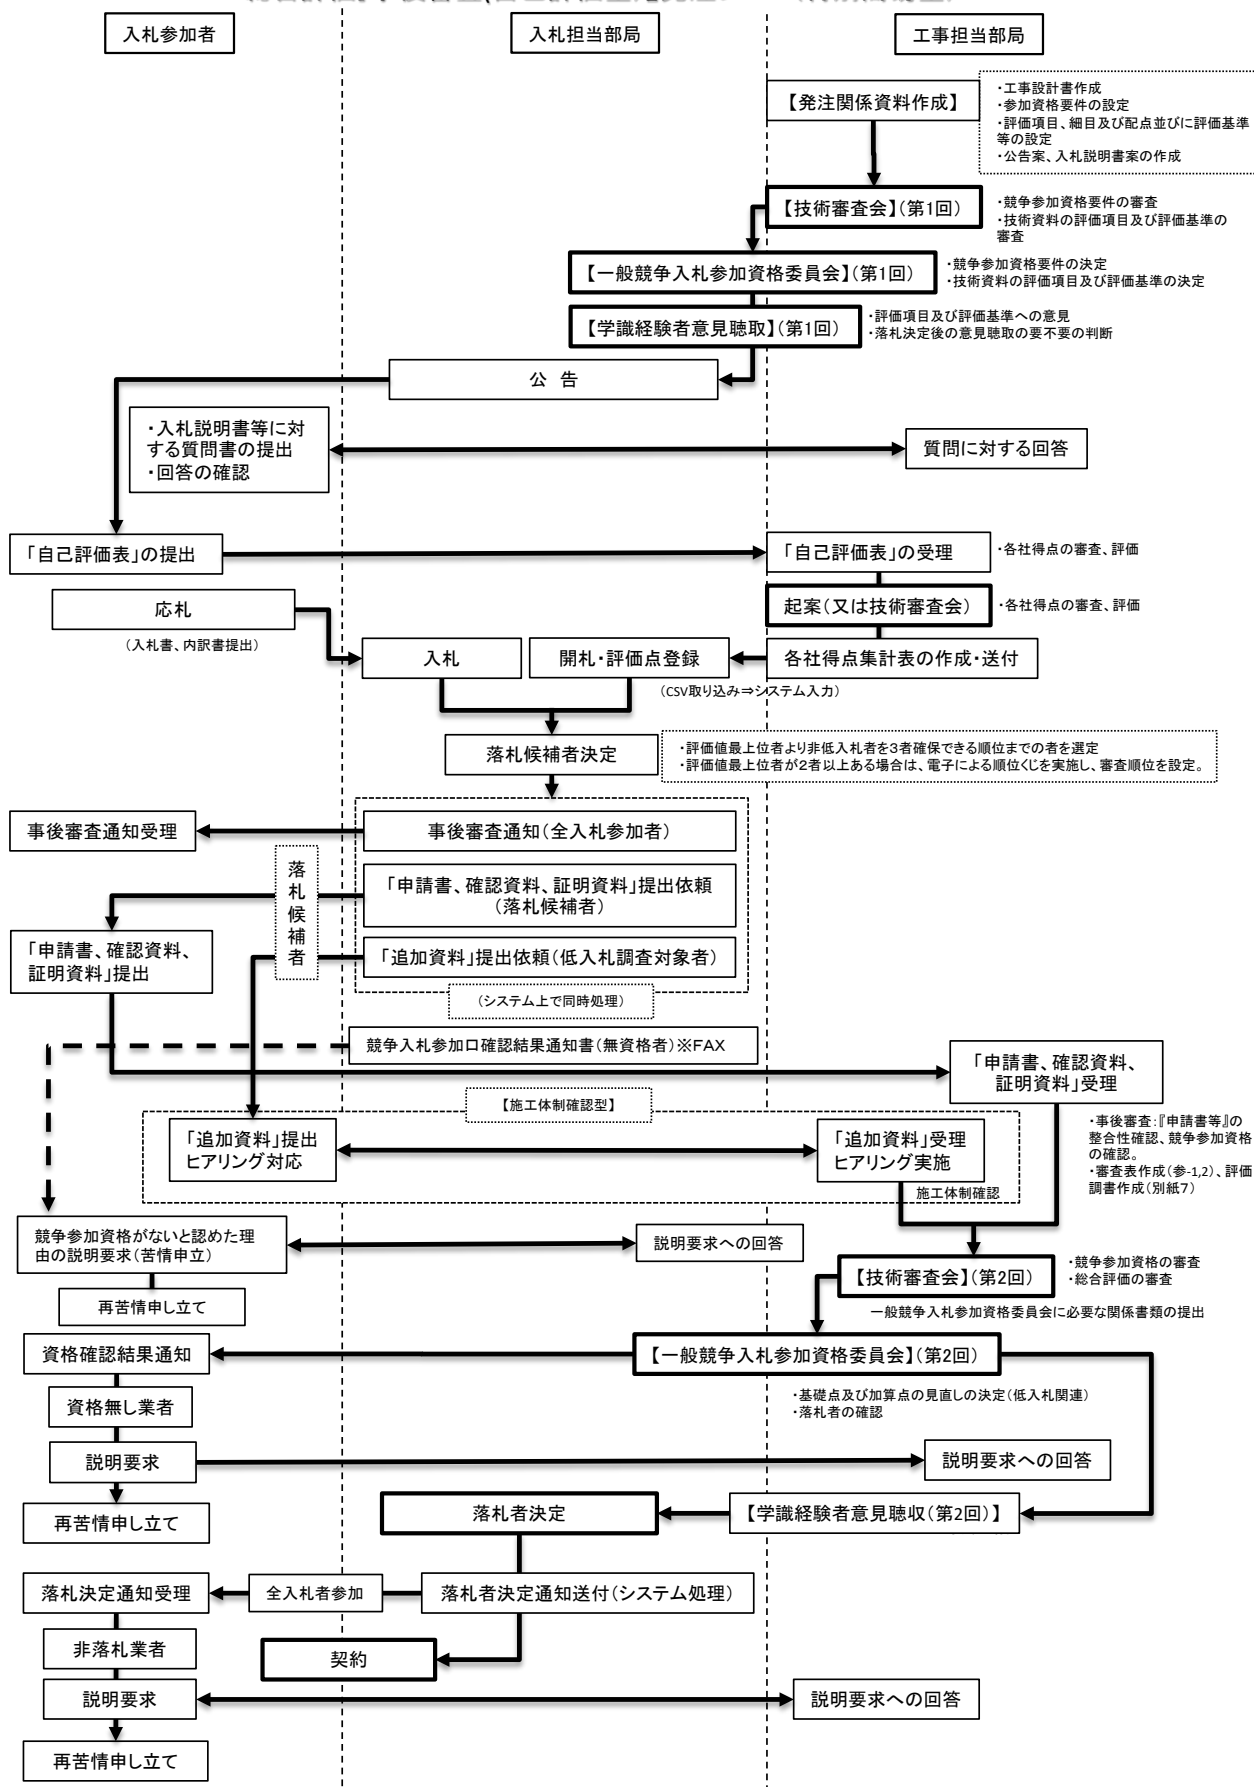 入札参加者
入札担当部局
工事担当部局
【発注関係資料作成】
・工事設計書作成
・参加資格要件の設定
・評価項目、細目及び配点並びに評価基準
等の設定
・公告案、入札説明書案の作成
【技術審査会】(第1回)
・競争参加資格要件の審査
・技術資料の評価項目及び評価基準の
審査
【一般競争入札参加資格委員会】(第1回)
・競争参加資格要件の決定
・技術資料の評価項目及び評価基準の決定
【学識経験者意見聴取】(第1回)
・評価項目及び評価基準への意見
・落札決定後の意見聴取の要不要の判断
公 告
・入札説明書等に対
する質問書の提出
・回答の確認
質問に対する回答
「自己評価表」の提出
「自己評価表」の受理
・各社得点の審査、評価
応札
(入札書、内訳書提出)
起案(又は技術審査会)
・各社得点の審査、評価
入札
開札・評価点登録
各社得点集計表の作成・送付
(CSV取り込み⇒システム入力)
落札候補者決定
・評価値最上位者より非低入札者を3者確保できる順位までの者を選定
・評価値最上位者が2者以上ある場合は、電子による順位くじを実施し、審査順位を設定。
事後審査通知受理
事後審査通知(全入札参加者)
落札候補者
「申請書、確認資料、証明資料」提出依頼
(落札候補者)
「申請書、確認資料、
証明資料」提出
「追加資料」提出依頼(低入札調査対象者)
(システム上で同時処理)
競争入札参加口確認結果通知書(無資格者)※FAX
「申請書、確認資料、
証明資料」受理
【施工体制確認型】
「追加資料」提出
ヒアリング対応
「追加資料」受理
ヒアリング実施
施工体制確認
・事後審査:『申請書等』の
整合性確認、競争参加資格
の確認。
・審査表作成(参-1,2)、評価
調書作成(別紙7)
競争参加資格がないと認めた理
由の説明要求(苦情申立)
説明要求への回答
再苦情申し立て
【技術審査会】(第2回)
・競争参加資格の審査
・総合評価の審査
一般競争入札参加資格委員会に必要な関係書類の提出
資格確認結果通知
【一般競争入札参加資格委員会】(第2回)
・基礎点及び加算点の見直しの決定(低入札関連)
・落札者の確認
資格無し業者
説明要求
説明要求への回答
再苦情申し立て
落札者決定
【学識経験者意見聴収(第2回)】
落札決定通知受理
全入札者参加
落札者決定通知送付(システム処理)
非落札業者
契約
説明要求
説明要求への回答
再苦情申し立て